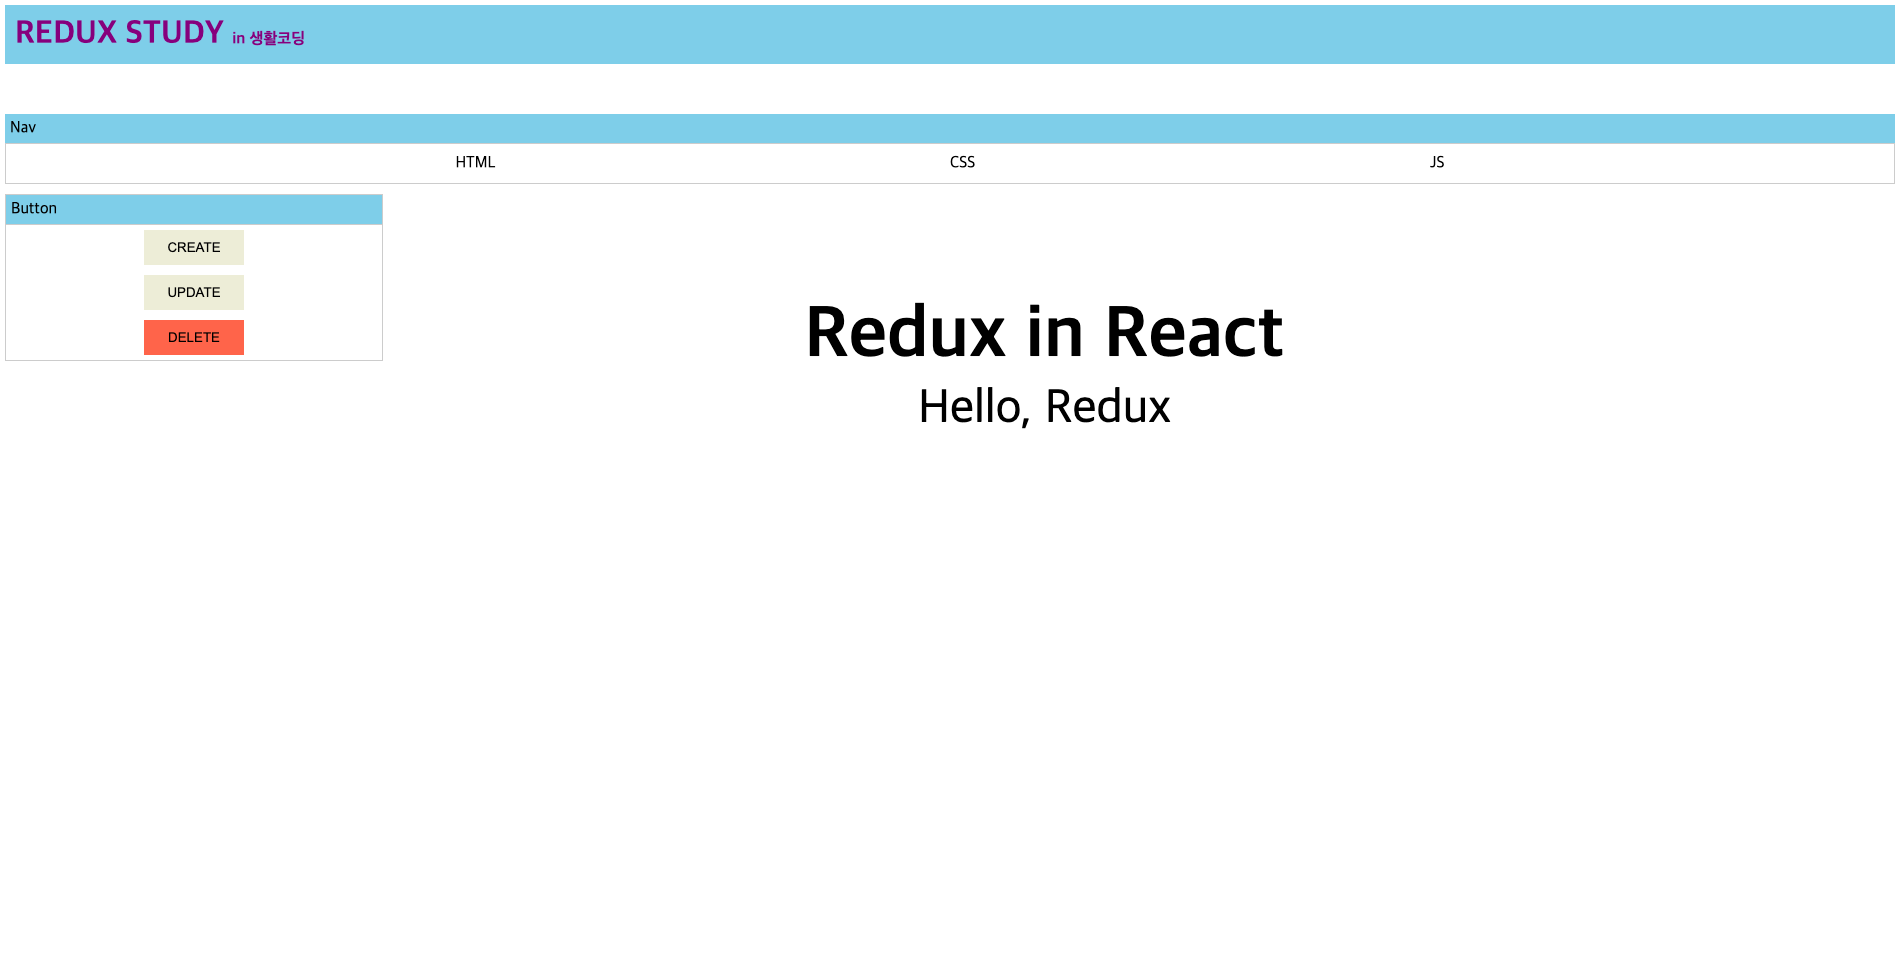 REDUX STUDY in 생활코딩
Nav
HTML CSS JS
Button
CREATE
UPDATE
DELETE
Redux in React
Hello, Redux